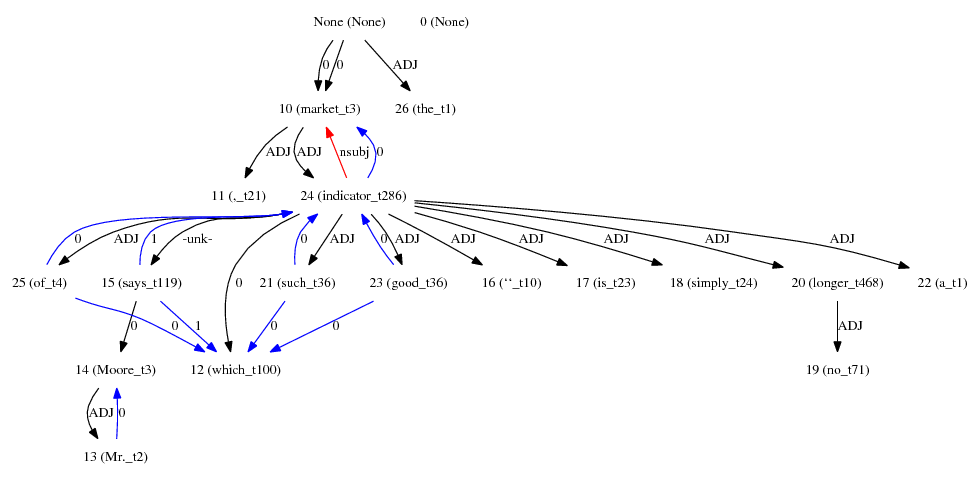 None (None) 0 (None)
0 0 ADJ
10 (market_t3) 26 (the_t1)
ADJ ADJ nsubj 0
11 (,_t21) 24 (indicator_t286)
0 ADJ 1 -unk- 0 0 ADJ 0 ADJ ADJ ADJ ADJ ADJ ADJ
25 (of_t4) 15 (says_t119) 21 (such_t36) 23 (good_t36) 16 (‘‘_t10) 17 (is_t23) 18 (simply_t24) 20 (longer_t468) 22 (a_t1)
0 0 1 0 0 ADJ
14 (Moore_t3) 12 (which_t100) 19 (no_t71)
ADJ 0
13 (Mr._t2)